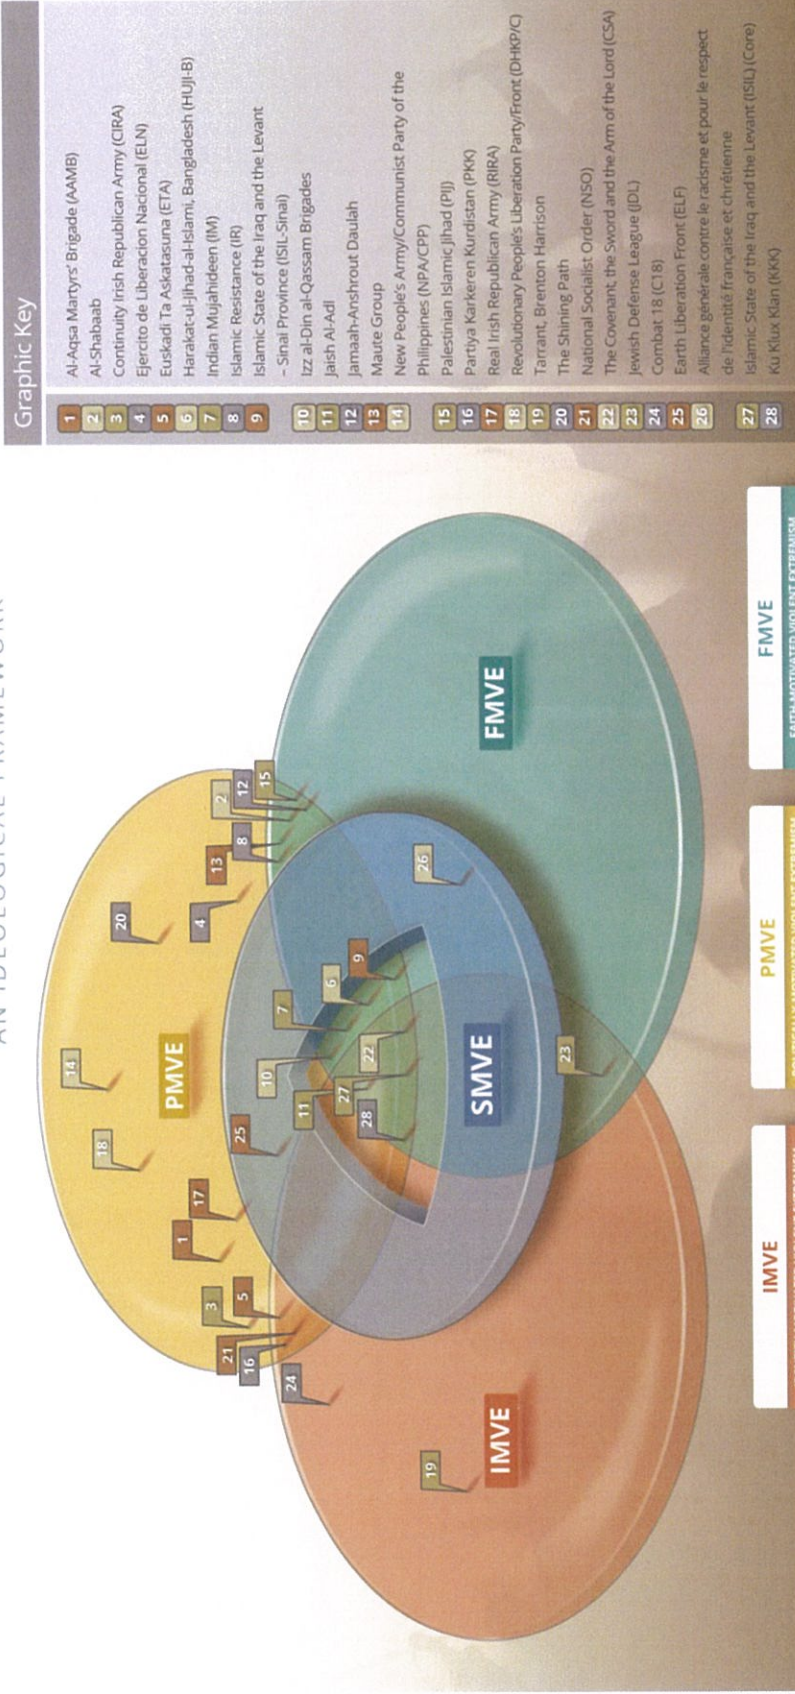 AN IDEOLOGICAL FRAMEWORK
PMVE
IMVE
SMVE
FMVE
14
18
20
1
17
3
5
21
16
24
25
4
13
2
8
12
15
10
7
11
6
27
9
28
22
26
19
23
Graphic Key
1 Al-Aqsa Martyrs' Brigade (AAMB)
2 Al-Shabaab
3 Continuity Irish Republican Army (CIRA)
4 Ejercito de Liberacion Nacional (ELN)
5 Euskadi Ta Askatasuna (ETA)
6 Harakat-ul-Jihad-al-Islami, Bangladesh (HUJI-B)
7 Indian Mujahideen (IM)
8 Islamic Resistance (IR)
9 Islamic State of the Iraq and the Levant
– Sinai Province (ISIL-Sinai)
10 Izz al-Din al-Qassam Brigades
11 Jaish Al-Adl
12 Jamaah-Anshrout Daulah
13 Maute Group
14 New People's Army/Communist Party of the
Philippines (NPA/CPP)
15 Palestinian Islamic Jihad (PIJ)
16 Partiya Karkeren Kurdistan (PKK)
17 Real Irish Republican Army (RIRA)
18 Revolutionary People's Liberation Party/Front (DHKP/C)
19 Tarrant, Brenton Harrison
20 The Shining Path
21 National Socialist Order (NSO)
22 The Covenant, the Sword and the Arm of the Lord (CSA)
23 Jewish Defense League (JDL)
24 Combat 18 (C18)
25 Earth Liberation Front (ELF)
26 Alliance générale contre le racisme et pour le respect
de l'identité française et chrétienne
27 Islamic State of the Iraq and the Levant (ISIL) (Core)
28 Ku Klux Klan (KKK)
IMVE
PMVE
FMVE
FAITH-MOTIVATED VIOLENT EXTREMISM